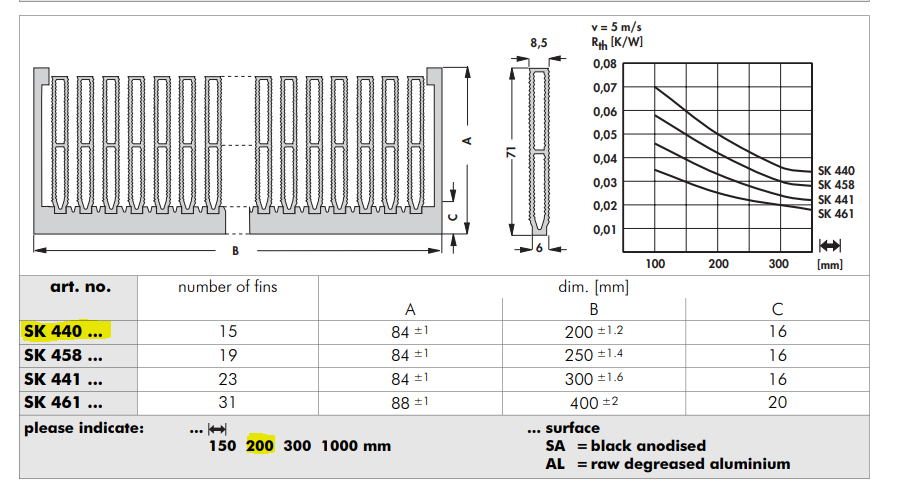 v = 5 m/s
Rth [K/W]
8,5
0,08
0,07
0,06
0,05
0,04
0,03
0,02
0,01
A
71
C
B
6
SK 440
SK 458
SK 441
SK 461
100 200 300 [mm]
art. no. number of fins dim. [mm]
A B C
SK 440 ... 15 84 ±1 200 ±1.2 16
SK 458 ... 19 84 ±1 250 ±1.4 16
SK 441 ... 23 84 ±1 300 ±1.6 16
SK 461 ... 31 88 ±1 400 ±2 20
please indicate: ... ... surface
150 200 300 1000 mm SA = black anodised
AL = raw degreased aluminium